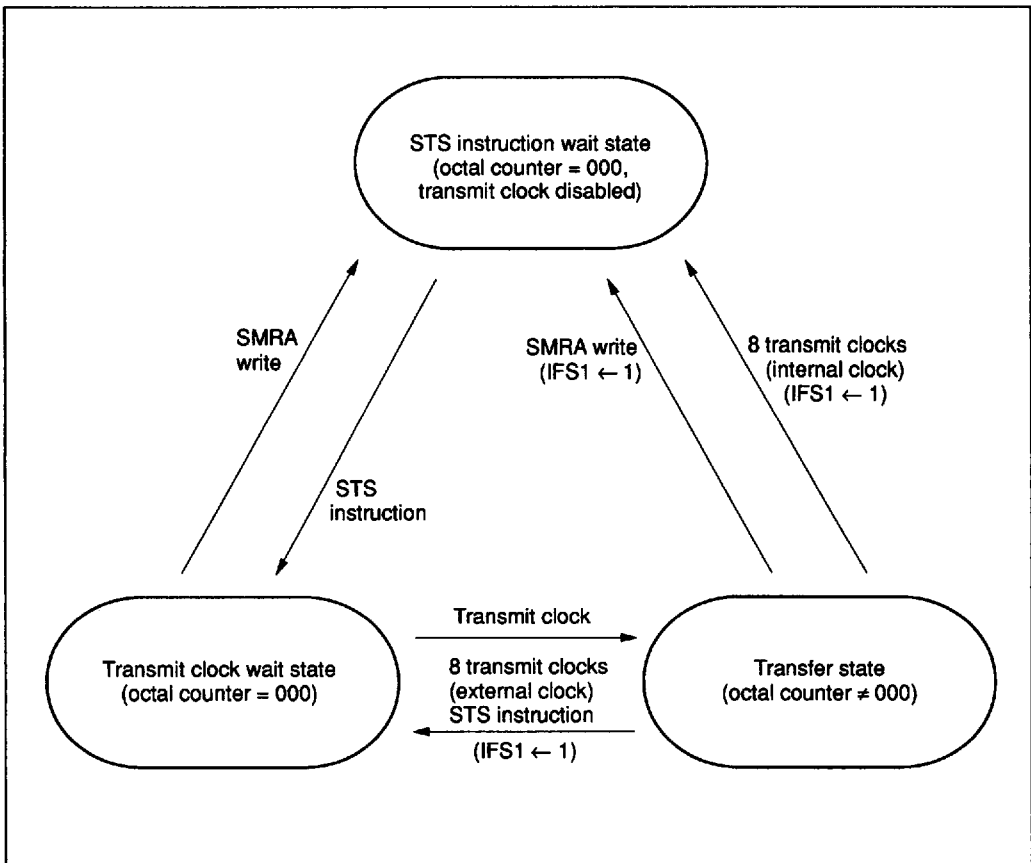 STS instruction wait state
(octal counter = 000,
transmit clock disabled)
SMRA
write
STS
instruction
SMRA write
(IFS1 ← 1)
8 transmit clocks
(internal clock)
(IFS1 ← 1)
Transmit clock wait state
(octal counter = 000)
Transmit clock
8 transmit clocks
(external clock)
STS instruction
(IFS1 ← 1)
Transfer state
(octal counter ≠ 000)